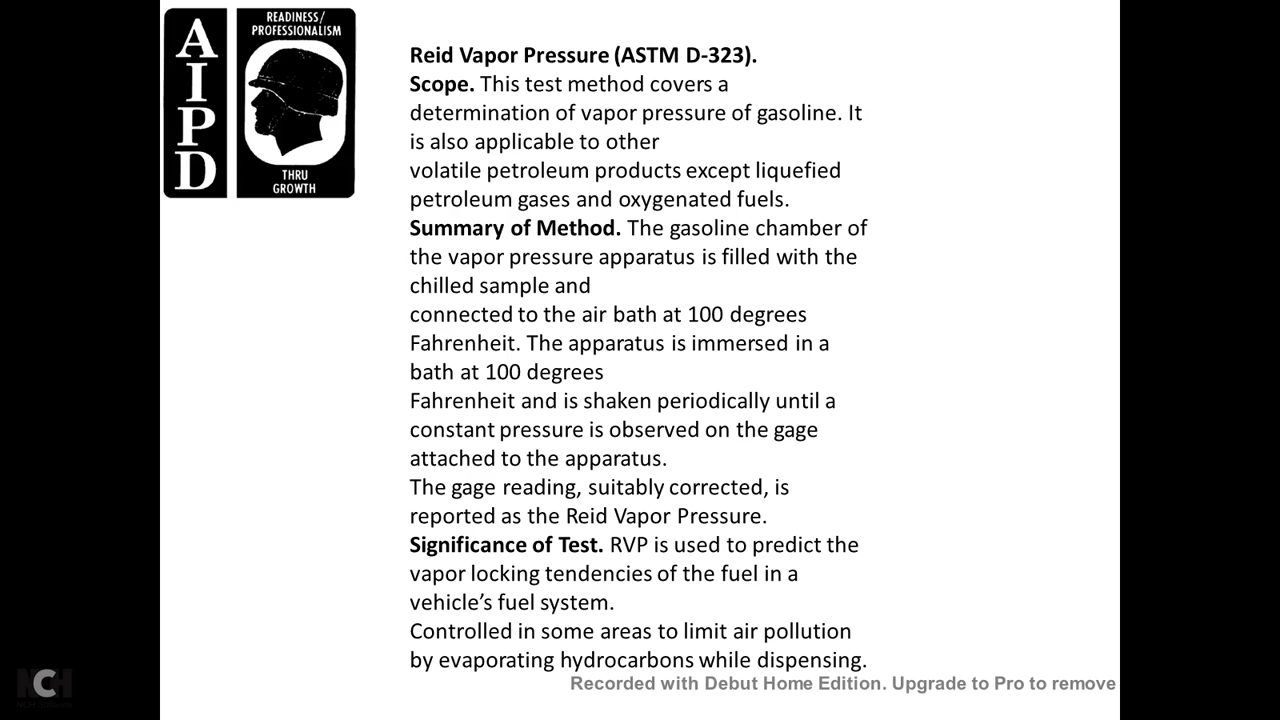 AIPD
READINESS/
PROFESSIONALISM
THRU
GROWTH
Reid Vapor Pressure (ASTM D-323).
Scope. This test method covers a
determination of vapor pressure of gasoline. It
is also applicable to other
volatile petroleum products except liquefied
petroleum gases and oxygenated fuels.
Summary of Method. The gasoline chamber of
the vapor pressure apparatus is filled with the
chilled sample and
connected to the air bath at 100 degrees
Fahrenheit. The apparatus is immersed in a
bath at 100 degrees
Fahrenheit and is shaken periodically until a
constant pressure is observed on the gage
attached to the apparatus.
The gage reading, suitably corrected, is
reported as the Reid Vapor Pressure.
Significance of Test. RVP is used to predict the
vapor locking tendencies of the fuel in a
vehicle’s fuel system.
Controlled in some areas to limit air pollution
by evaporating hydrocarbons while dispensing.
Recorded with Debut Home Edition. Upgrade to Pro to remove
NCH
NCH Software